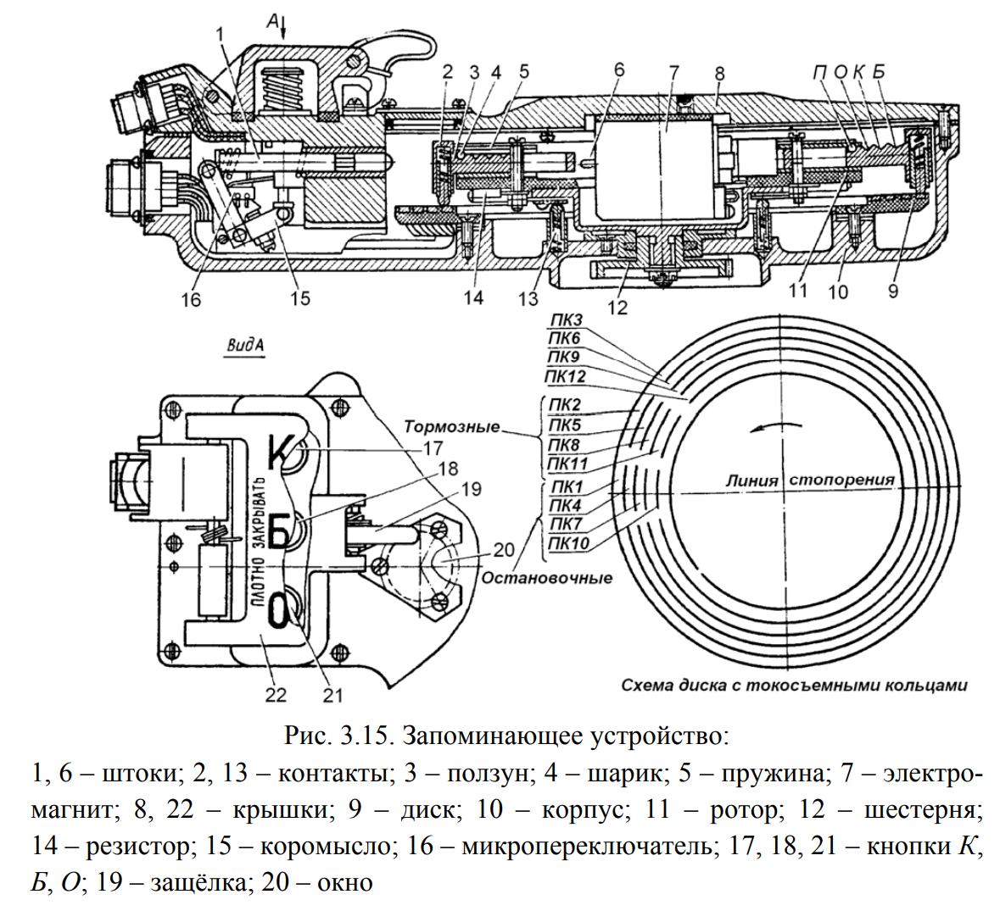 А
1
2
3
4
5
6
7
8
П О К Б
16
15
14
13
12
11
10
9
Вид А
ПК3
ПК6
ПК9
ПК12
ПК2
Тормозные
ПК5
ПК8
ПК11
ПК1
ПК4
ПК7
ПК10
Остановочные
Линия стопорения
К
Б
О
ПЛОТНО ЗАКРЫВАТЬ
17
18
19
20
22
21
Схема диска с токосъемными кольцами
Рис. 3.15. Запоминающее устройство:
1, 6 – штоки; 2, 13 – контакты; 3 – ползун; 4 – шарик; 5 – пружина; 7 – электро-
магнит; 8, 22 – крышки; 9 – диск; 10 – корпус; 11 – ротор; 12 – шестерня;
14 – резистор; 15 – коромысло; 16 – микропереключатель; 17, 18, 21 – кнопки К,
Б, О; 19 – защёлка; 20 – окно